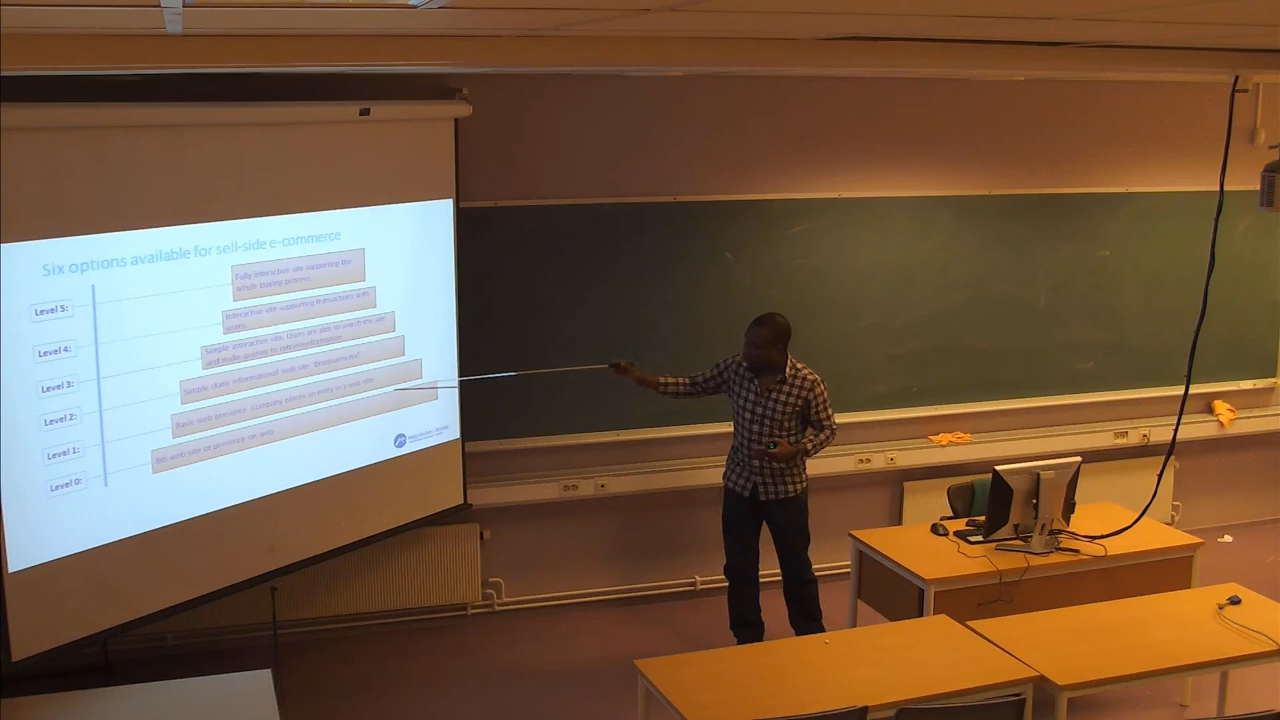 Six options available for sell-side e-commerce
Level 5:
Fully interactive site supporting the
whole buying process.
Level 4:
Interactive site supporting transactions with
users.
Level 3:
Simple interactive site. Users are able to search the site
and make queries to retrieve information
Level 2:
Simple static informational web site "brochureware"
Level 1:
Basic web presence. Company places an entry in a web site
Level 0:
No web site or presence on web